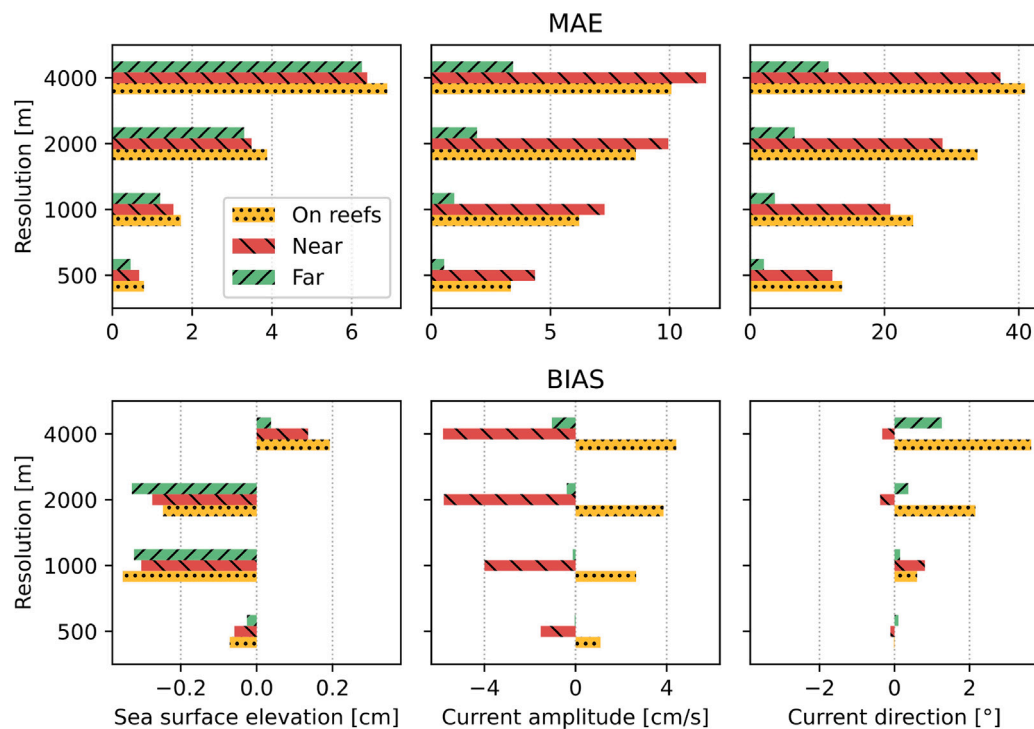 MAE
Resolution [m]
4000
2000
1000
500
On reefs
Near
Far
0 2 4 6
0 5 10
0 20 40
BIAS
Resolution [m]
4000
2000
1000
500
−0.2 0.0 0.2
−4 0 4
−2 0 2
Sea surface elevation [cm]
Current amplitude [cm/s]
Current direction [°]